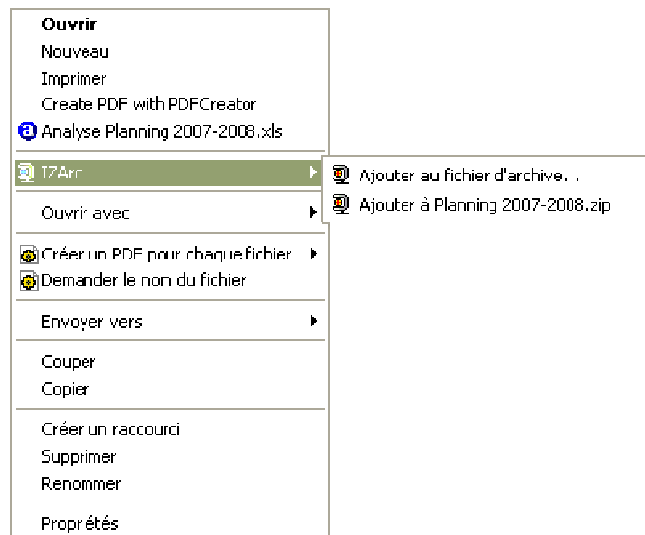 Ouvrir
Nouveau
Imprimer
Create PDF with PDFCreator
Analyse Planning 2007-2008.xls
IZArc
Ajouter au fichier d'archive...
Ajouter à Planning 2007-2008.zip
Ouvrir avec
Créer un PDF pour chaque fichier
Demander le nom du fichier
Envoyer vers
Couper
Copier
Créer un raccourci
Supprimer
Renommer
Propriétés